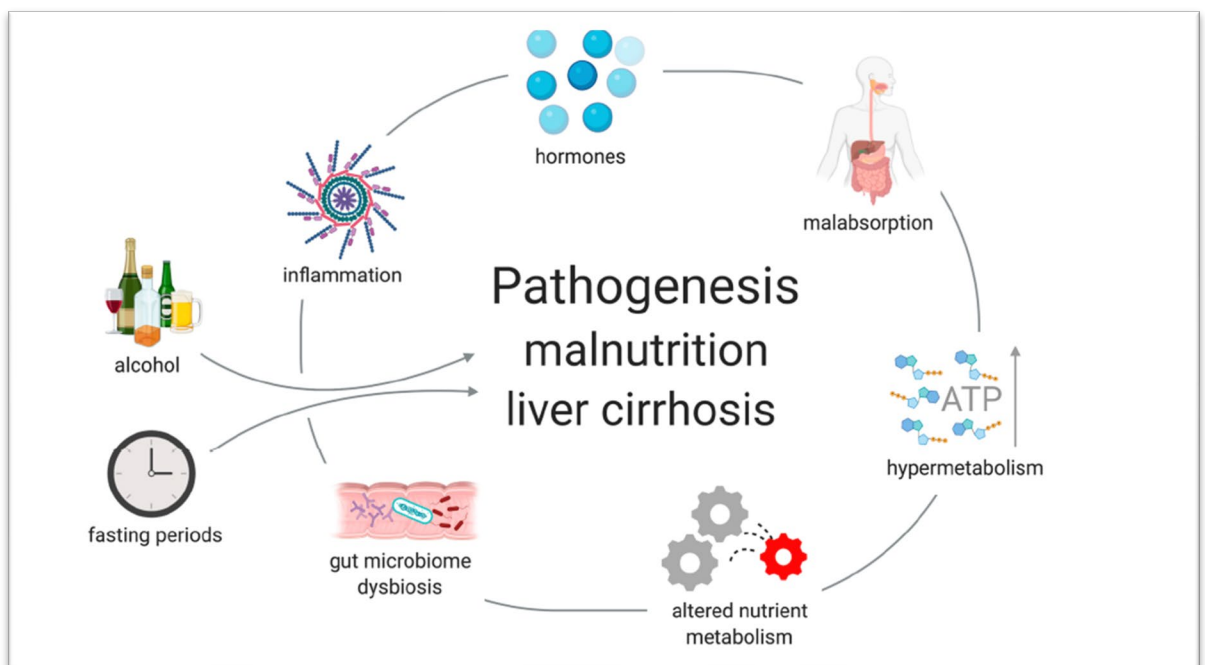 hormones
malabsorption
inflammation
Pathogenesis
malnutrition
liver cirrhosis
alcohol
ATP
hypermetabolism
fasting periods
gut microbiome
dysbiosis
altered nutrient
metabolism